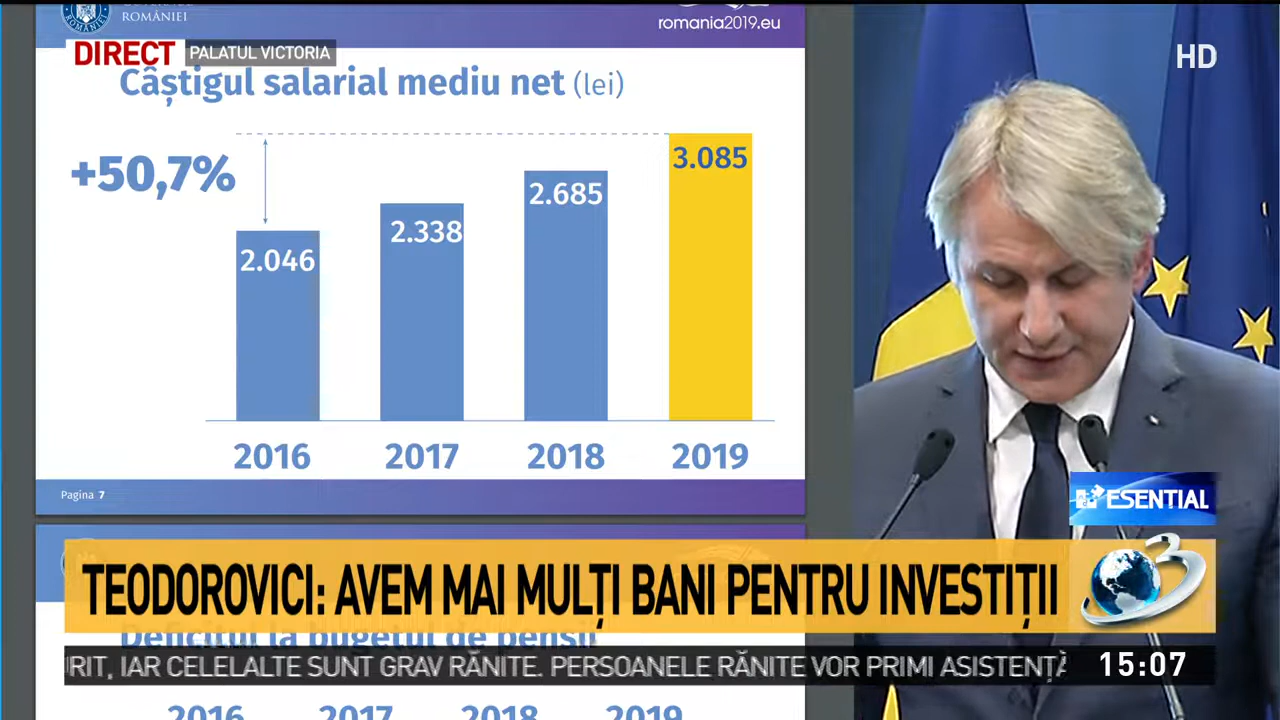 ROMÂNIEI
romania2019.eu
DIRECT PALATUL VICTORIA
HD
Câștigul salarial mediu net (lei)
+50,7%
2.046
2.338
2.685
3.085
2016 2017 2018 2019
Pagina 7
ESENȚIAL
TEODOROVICI: AVEM MAI MULȚI BANI PENTRU INVESTIȚII
3
Deficitul la bugetul de pensii
IAR CELELALTE SUNT GRAV RĂNITE. PERSOANELE RĂNITE VOR PRIMI ASISTENȚĂ
15:07
2016 2017 2018 2019